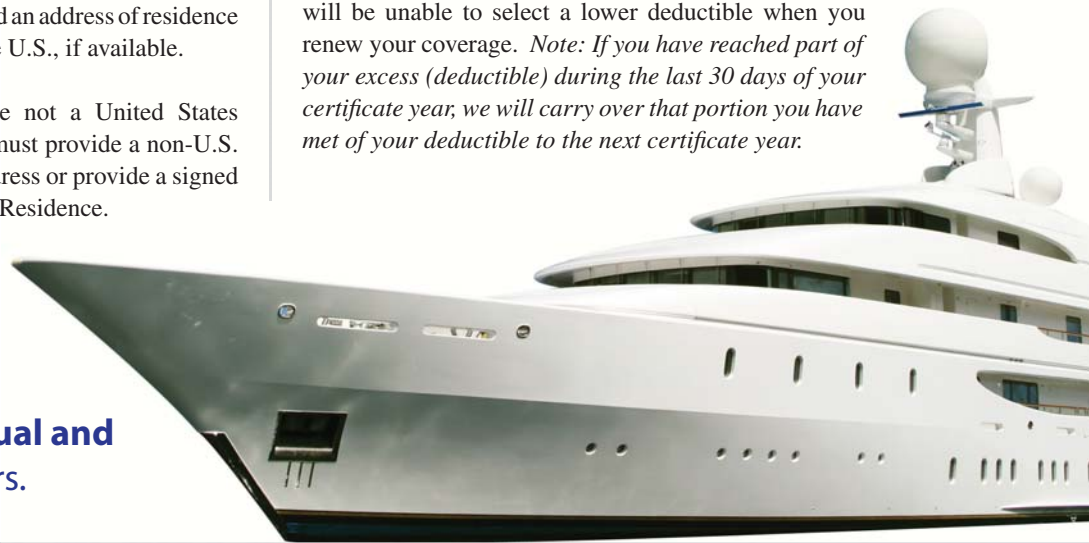 d an address of residence
U.S., if available.
e not a United States
must provide a non-U.S.
ress or provide a signed
Residence.
will be unable to select a lower deductible when you
renew your coverage. Note: If you have reached part of
your excess (deductible) during the last 30 days of your
certificate year, we will carry over that portion you have
met of your deductible to the next certificate year.
ual and
rs.